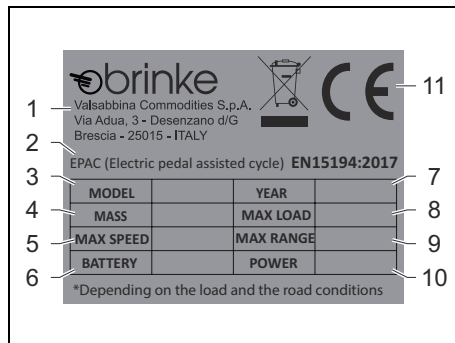 brinke
Valsabbina Commodities S.p.A.
Via Adua, 3 - Desenzano d/G
Brescia - 25015 - ITALY
CE
EPAC (Electric pedal assisted cycle) EN15194:2017
MODEL YEAR
MASS MAX LOAD
MAX SPEED MAX RANGE
BATTERY POWER
*Depending on the load and the road conditions
1
2
3
4
5
6
7
8
9
10
11